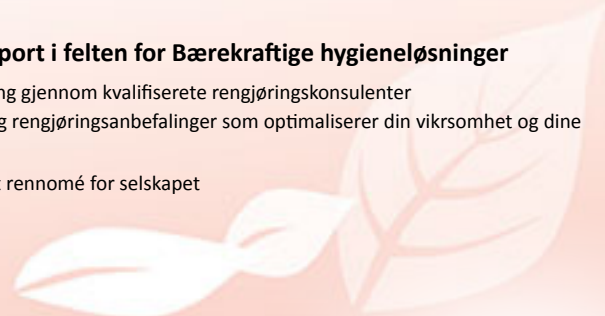 port i felten for Bærekraftige hygieneløsninger
ng gjennom kvalifiserete rengjøringskonsulenter
g rengjøringsanbefalinger som optimaliserer din vikrsomhet og dine
t rennomé for selskapet